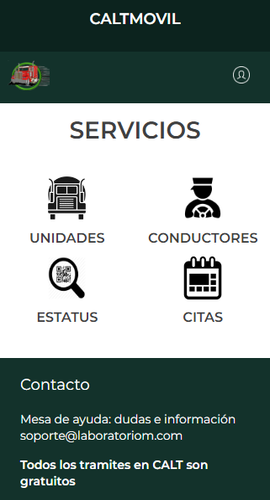 CALTMOVIL
SERVICIOS
UNIDADES
CONDUCTORES
ESTATUS
CITAS
Contacto
Mesa de ayuda: dudas e información
soporte@laboratoriom.com
Todos los tramites en CALT son
gratuitos